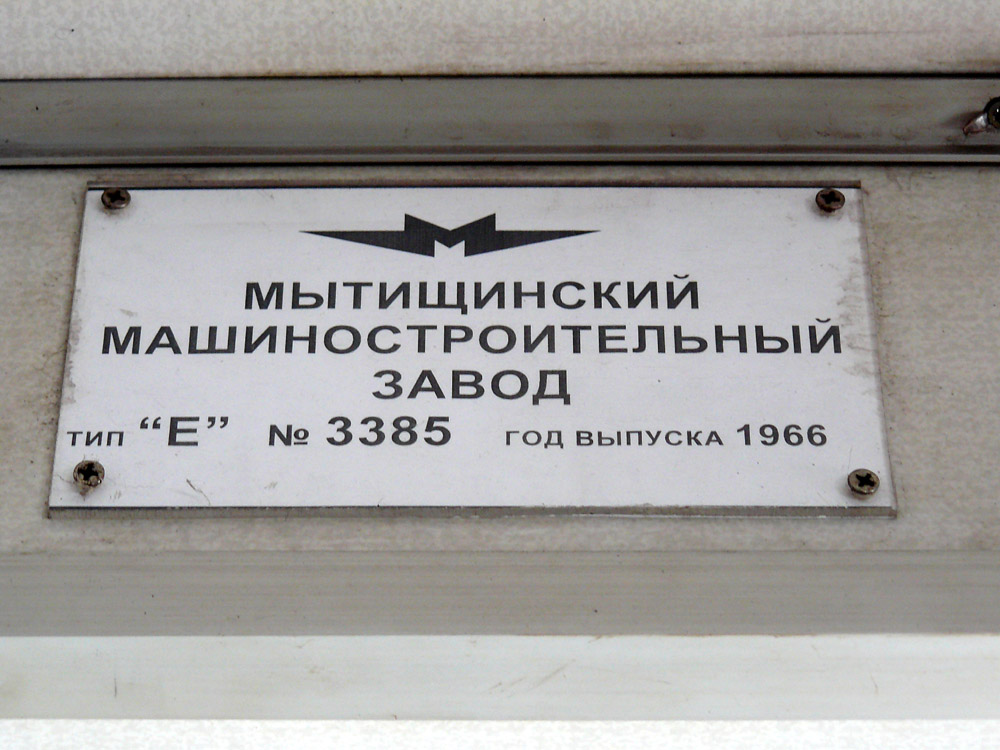 МЫТИЩИНСКИЙ
МАШИНОСТРОИТЕЛЬНЫЙ
ЗАВОД
ТИП “Е” № 3385 ГОД ВЫПУСКА 1966